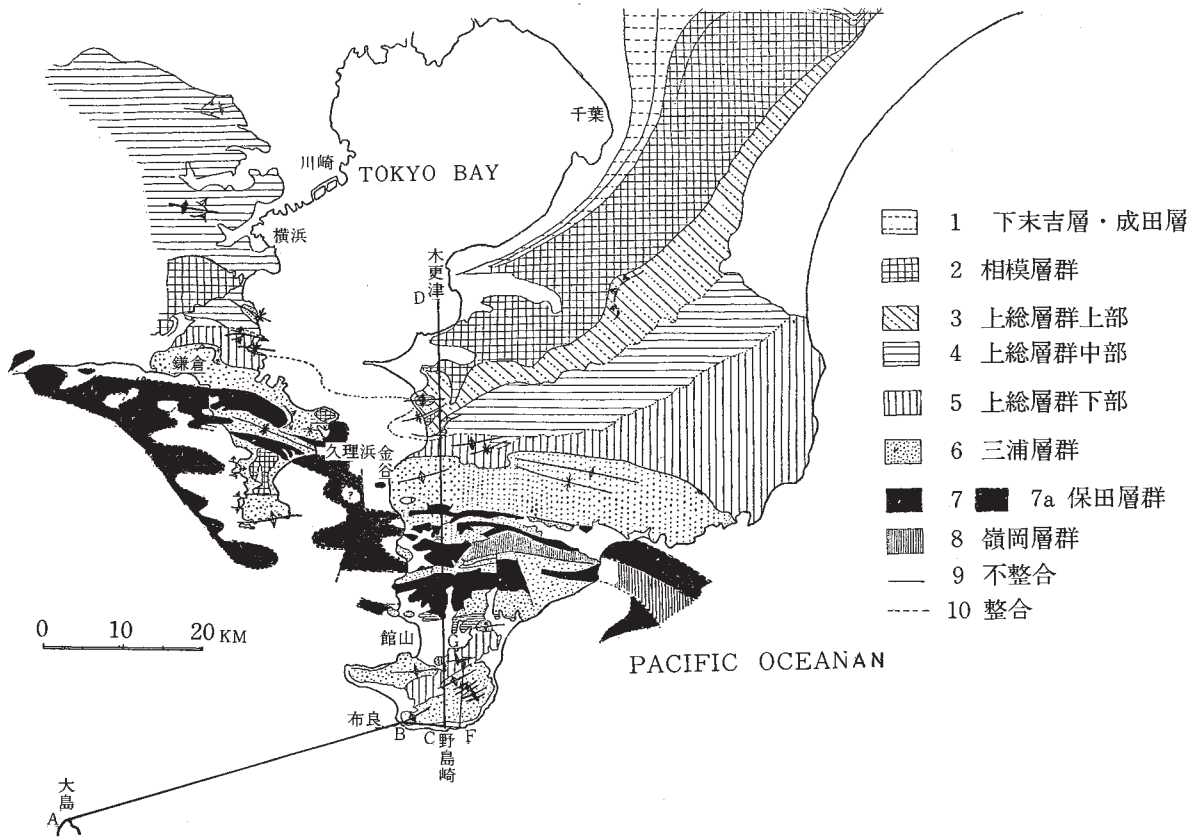 千葉
川崎
TOKYO BAY
横浜
木更津
D
鎌倉
久理浜
金谷
0 10 20 KM
館山
G
PACIFIC OCEANAN
布良
B C F
野島崎
大島
A
1 下末吉層・成田層
2 相模層群
3 上総層群上部
4 上総層群中部
5 上総層群下部
6 三浦層群
7 7a 保田層群
8 嶺岡層群
9 不整合
10 整合